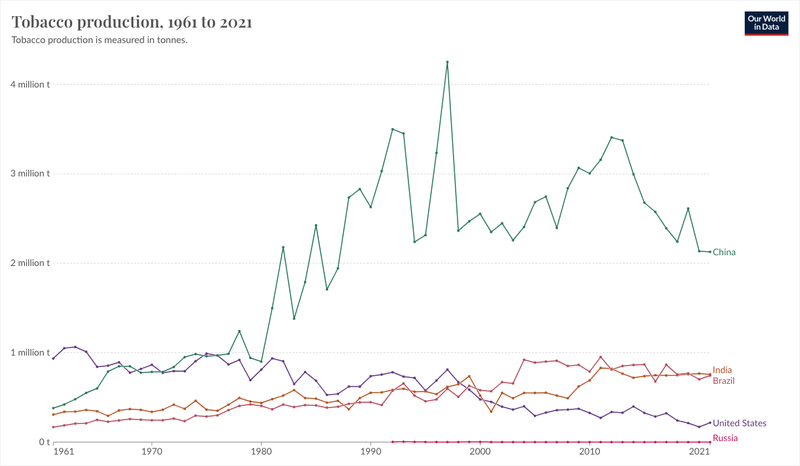 Tobacco production, 1961 to 2021
Tobacco production is measured in tonnes.
Our World
in Data
4 million t
3 million t
2 million t
1 million t
0 t
China
India
Brazil
United States
Russia
1961
1970
1980
1990
2000
2010
2021